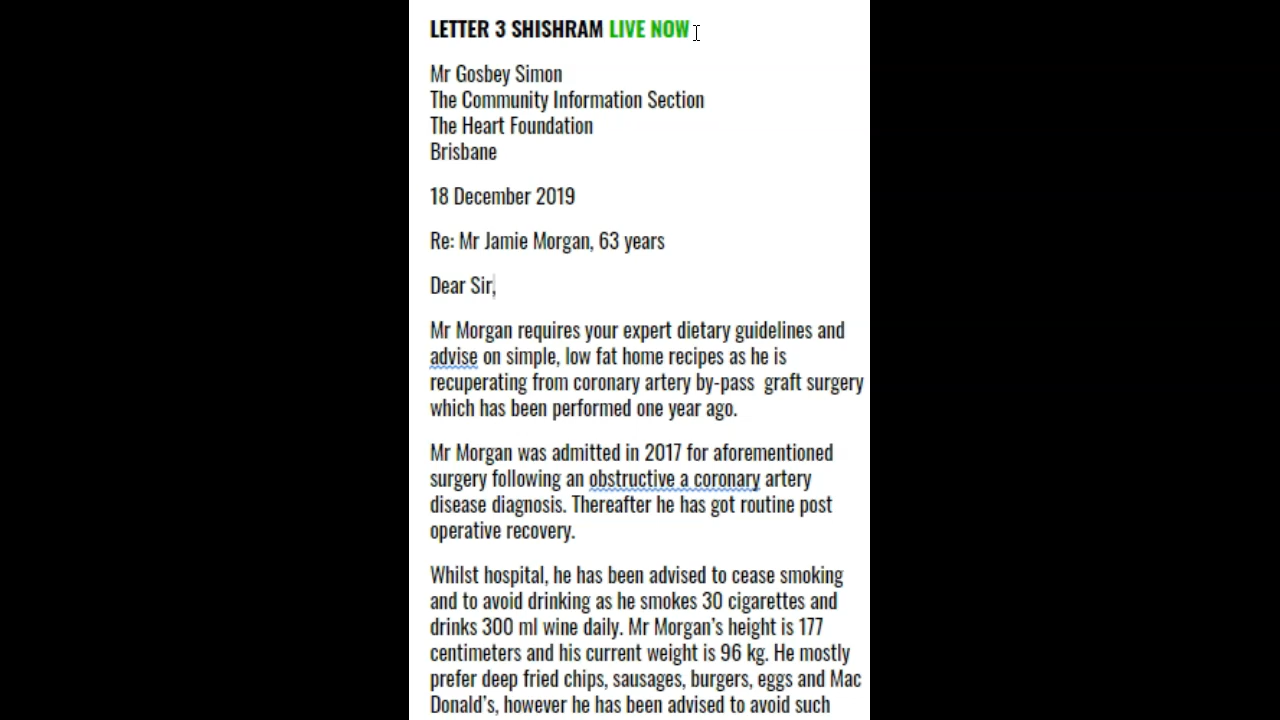 LETTER 3 SHISHRAM LIVE NOW
Mr Gosbey Simon
The Community Information Section
The Heart Foundation
Brisbane
18 December 2019
Re: Mr Jamie Morgan, 63 years
Dear Sir,
Mr Morgan requires your expert dietary guidelines and
advise on simple, low fat home recipes as he is
recuperating from coronary artery by-pass  graft surgery
which has been performed one year ago.
Mr Morgan was admitted in 2017 for aforementioned
surgery following an obstructive a coronary artery
disease diagnosis. Thereafter he has got routine post
operative recovery.
Whilst hospital, he has been advised to cease smoking
and to avoid drinking as he smokes 30 cigarettes and
drinks 300 ml wine daily. Mr Morgan’s height is 177
centimeters and his current weight is 96 kg. He mostly
prefer deep fried chips, sausages, burgers, eggs and Mac
Donald’s, however he has been advised to avoid such